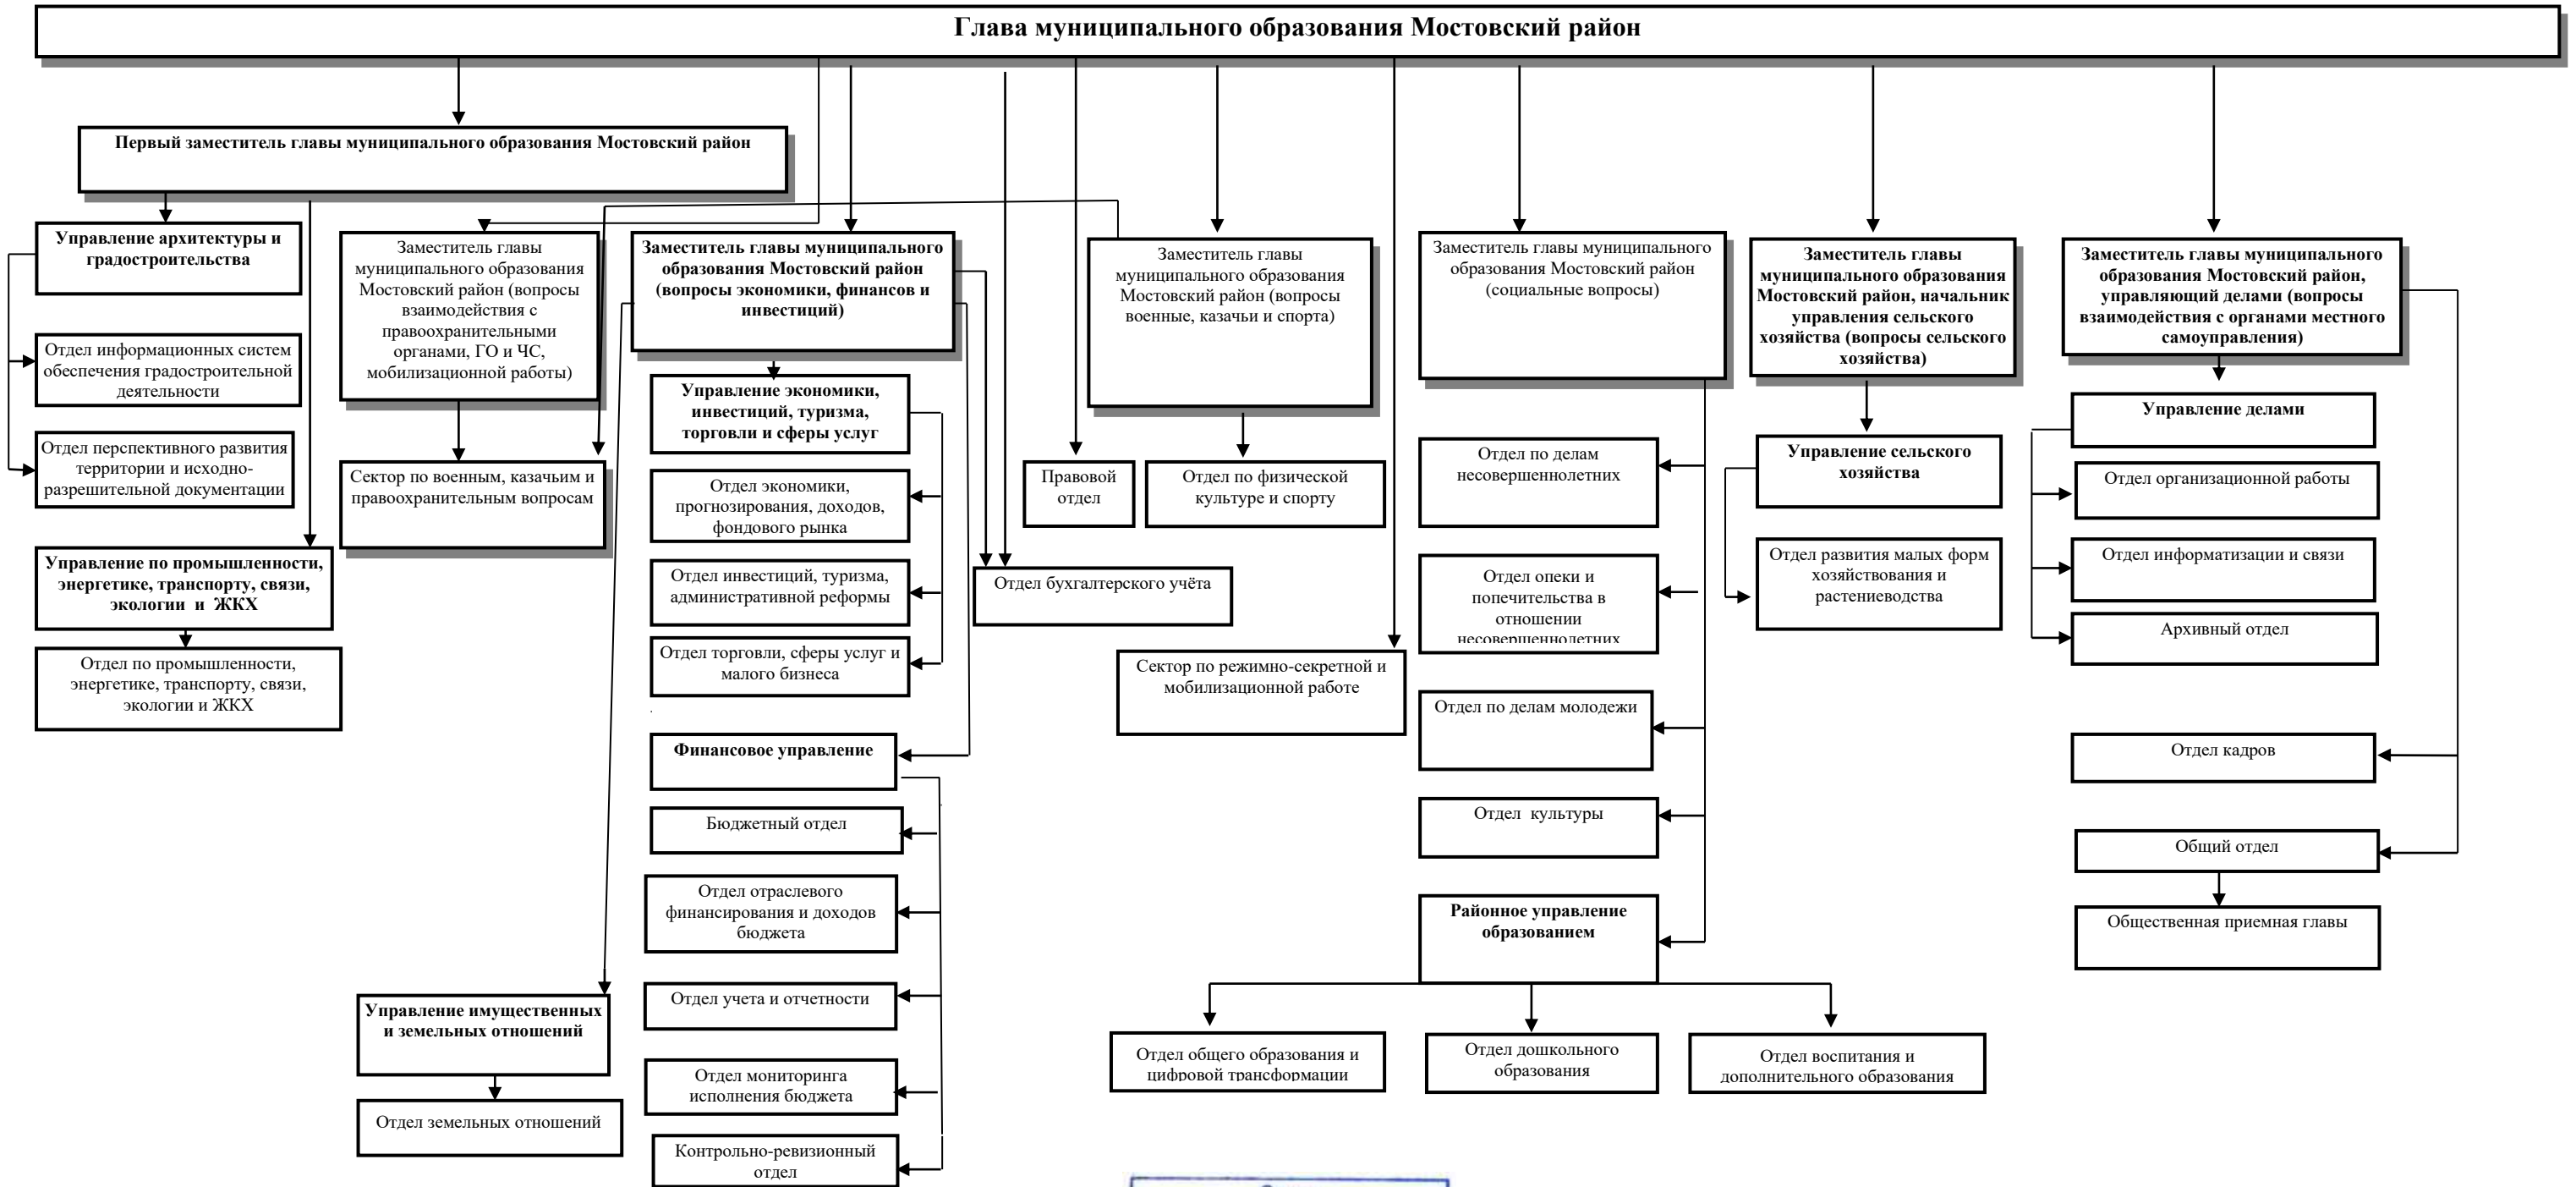 Глава муниципального образования Мостовский район
Первый заместитель главы муниципального образования Мостовский район
Управление архитектуры и
градостроительства
Отдел информационных систем
обеспечения градостроительной
деятельности
Отдел перспективного развития
территории и исходно-
разрешительной документации
Управление по промышленности,
энергетике, транспорту, связи,
экологии и ЖКХ
Отдел по промышленности,
энергетике, транспорту, связи,
экологии и ЖКХ
Заместитель главы
муниципального образования
Мостовский район (вопросы
взаимодействия с
правоохранительными
органами, ГО и ЧС,
мобилизационной работы)
Сектор по военным, казачьим и
правоохранительным вопросам
Управление имущественных
и земельных отношений
Отдел земельных отношений
Заместитель главы муниципального
образования Мостовский район
(вопросы экономики, финансов и
инвестиций)
Управление экономики,
инвестиций, туризма,
торговли и сферы услуг
Отдел экономики,
прогнозирования, доходов,
фондового рынка
Отдел инвестиций, туризма,
административной реформы
Отдел торговли, сферы услуг и
малого бизнеса
Финансовое управление
Бюджетный отдел
Отдел отраслевого
финансирования и доходов
бюджета
Отдел учета и отчетности
Отдел мониторинга
исполнения бюджета
Контрольно-ревизионный
отдел
Отдел бухгалтерского учёта
Правовой
отдел
Заместитель главы
муниципального образования
Мостовский район (вопросы
военные, казачьи и спорта)
Отдел по физической
культуре и спорту
Сектор по режимно-секретной и
мобилизационной работе
Заместитель главы муниципального
образования Мостовский район
(социальные вопросы)
Отдел по делам
несовершеннолетних
Отдел опеки и
попечительства в
отношении
несовершеннолетних
Отдел по делам молодежи
Отдел культуры
Районное управление
образованием
Отдел общего образования и
цифровой трансформации
Отдел дошкольного
образования
Отдел воспитания и
дополнительного образования
Заместитель главы
муниципального образования
Мостовский район, начальник
управления сельского
хозяйства (вопросы сельского
хозяйства)
Управление сельского
хозяйства
Отдел развития малых форм
хозяйствования и
растениеводства
Заместитель главы муниципального
образования Мостовский район,
управляющий делами (вопросы
взаимодействия с органами местного
самоуправления)
Управление делами
Отдел организационной работы
Отдел информатизации и связи
Архивный отдел
Отдел кадров
Общий отдел
Общественная приемная главы